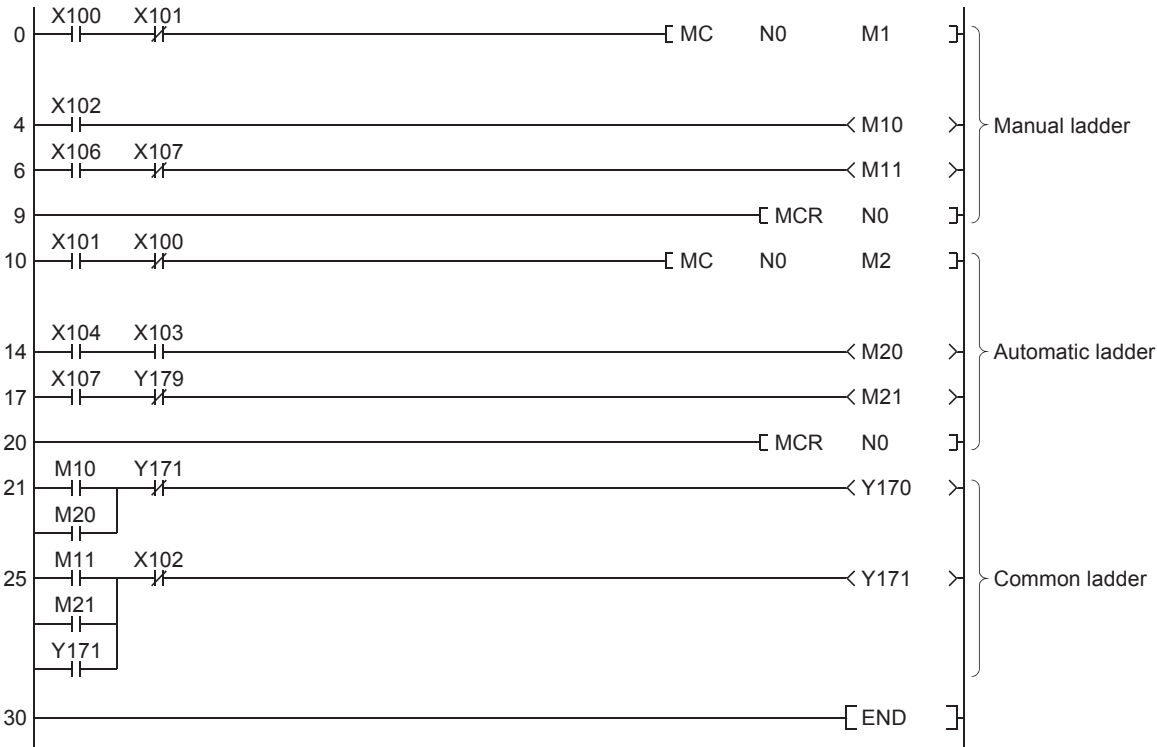 X100 X101
0 MC N0 M1
X102
4 M10 Manual ladder
X106 X107
6 M11
9 MCR N0
X101 X100
10 MC N0 M2
X104 X103
14 M20 Automatic ladder
X107 Y179
17 M21
20 MCR N0
M10 Y171
21 Y170
M20
M11 X102
25 Y171 Common ladder
M21
Y171
30 END